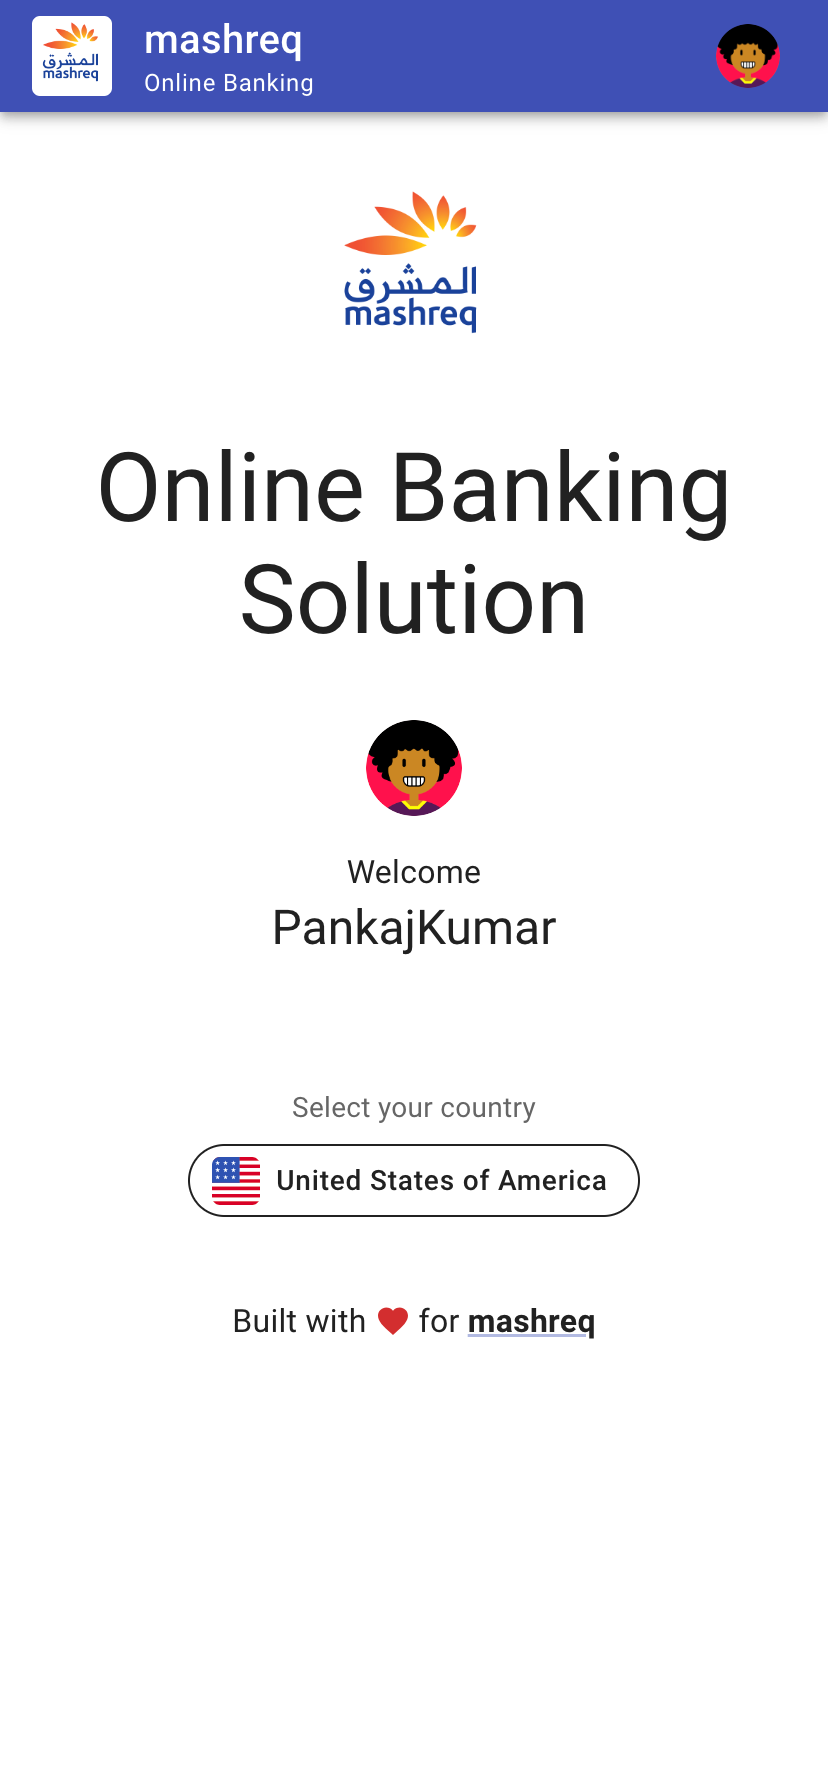 المشرق
mashreq
mashreq
Online Banking
المشرق
mashreq
Online Banking
Solution
Welcome
PankajKumar
Select your country
United States of America
Built with ❤ for mashreq